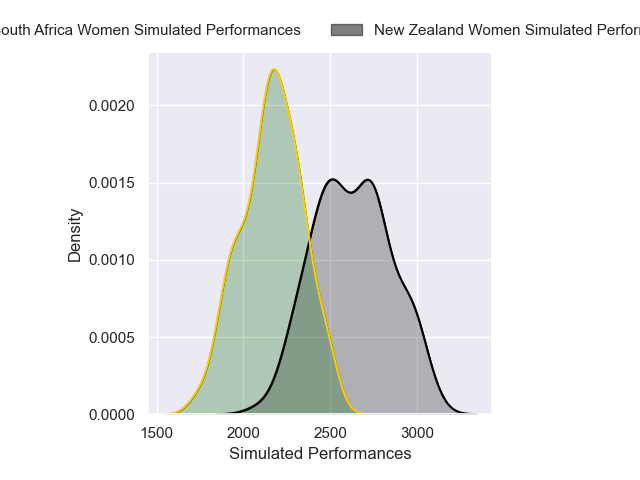 outh Africa Women Simulated Performances
New Zealand Women Simulated Perfor
0.0020
0.0015
0.0010
0.0005
0.0000
Density
1500 2000 2500 3000
Simulated Performances